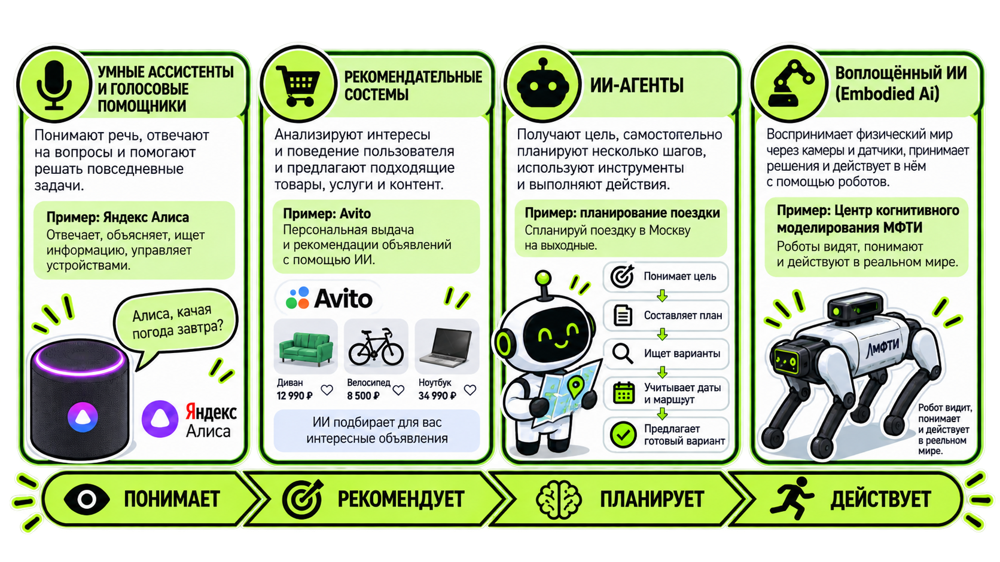 УМНЫЕ АССИСТЕНТЫ
И ГОЛОСОВЫЕ
ПОМОЩНИКИ
Понимают речь, отвечают
на вопросы и помогают
решать повседневные
задачи.
Пример: Яндекс Алиса
Отвечает, объясняет, ищет
информацию, управляет
устройствами.
Алиса, качая
погода завтра?
Яндекс
Алиса
РЕКОМЕНДАТЕЛЬНЫЕ
СОСТЕМЫ
Анализируют интересы
и поведение пользователя
и предлагают подходящие
товары, услуги и контент.
Пример: Avito
Персональная выдача
и рекомендации объявлений
с помощью ИИ.
Avito
Диван
12 990 ₽
Велосипед
8 500 ₽
Ноутбук
34 990 ₽
ИИ подбирает для вас
интересные объявления
ИИ-АГЕНТЫ
Получают цель, самостоятельно
планируют несколько шагов,
используют инструменты
и выполняют действия.
Пример: планирование поездки
Спланируй поездку в Москву
на выходные.
Понимает цель
Составляет план
Ищет варианты
Учитывает даты
и маршрут
Предлагает
готовый вариант
Воплощённый ИИ
(Embodied Ai)
Воспринимает физический мир
через камеры и датчики, принимает
решения и действует в нём
с помощью роботов.
Пример: Центр когнитивного
моделирования МФТИ
Роботы видят, понимают
и действуют в реальном мире.
МФТИ
Робот видит,
понимает
и действует
в реельном
мире.
ПОНИМАЕТ
РЕКОМЕНДУЕТ
ПЛАНИРУЕТ
ДЕЙСТВУЕТ